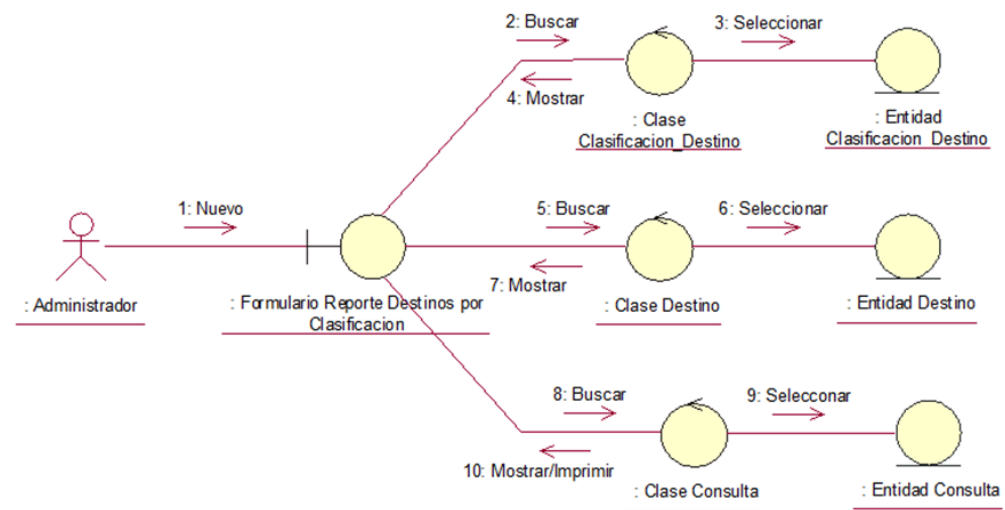 2: Buscar
3: Seleccionar
4: Mostrar
: Clase
Clasificacion_Destino
: Entidad
Clasificacion_Destino
1: Nuevo
5: Buscar
6: Seleccionar
7: Mostrar
: Administrador
: Formulario Reporte Destinos por
Clasificacion
: Clase Destino
: Entidad Destino
8: Buscar
9: Selecconar
10: Mostrar/Imprimir
: Clase Consulta
: Entidad Consulta